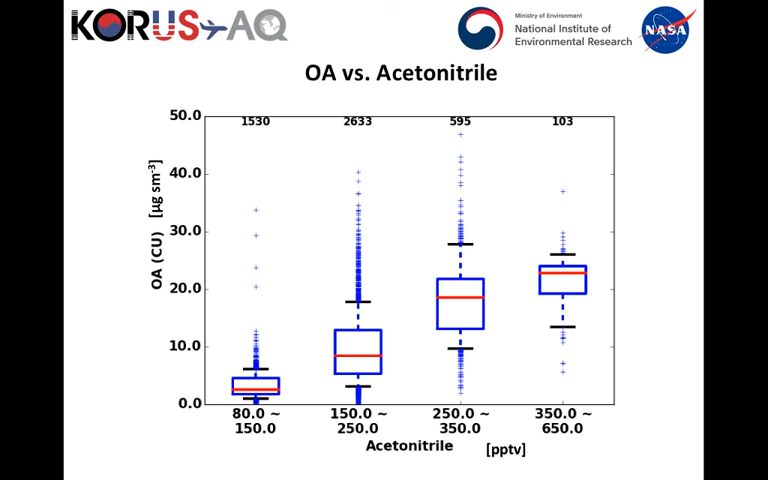 KORUS-AQ
Ministry of Environment
National Institute of
Environmental Research
NASA
OA vs. Acetonitrile
50.0
40.0
30.0
20.0
10.0
0.0
OA (CU) [µg sm⁻³]
1530 2633 595 103
80.0 ~ 150.0 ~ 250.0 ~ 350.0 ~
150.0 250.0 350.0 650.0
Acetonitrile [pptv]